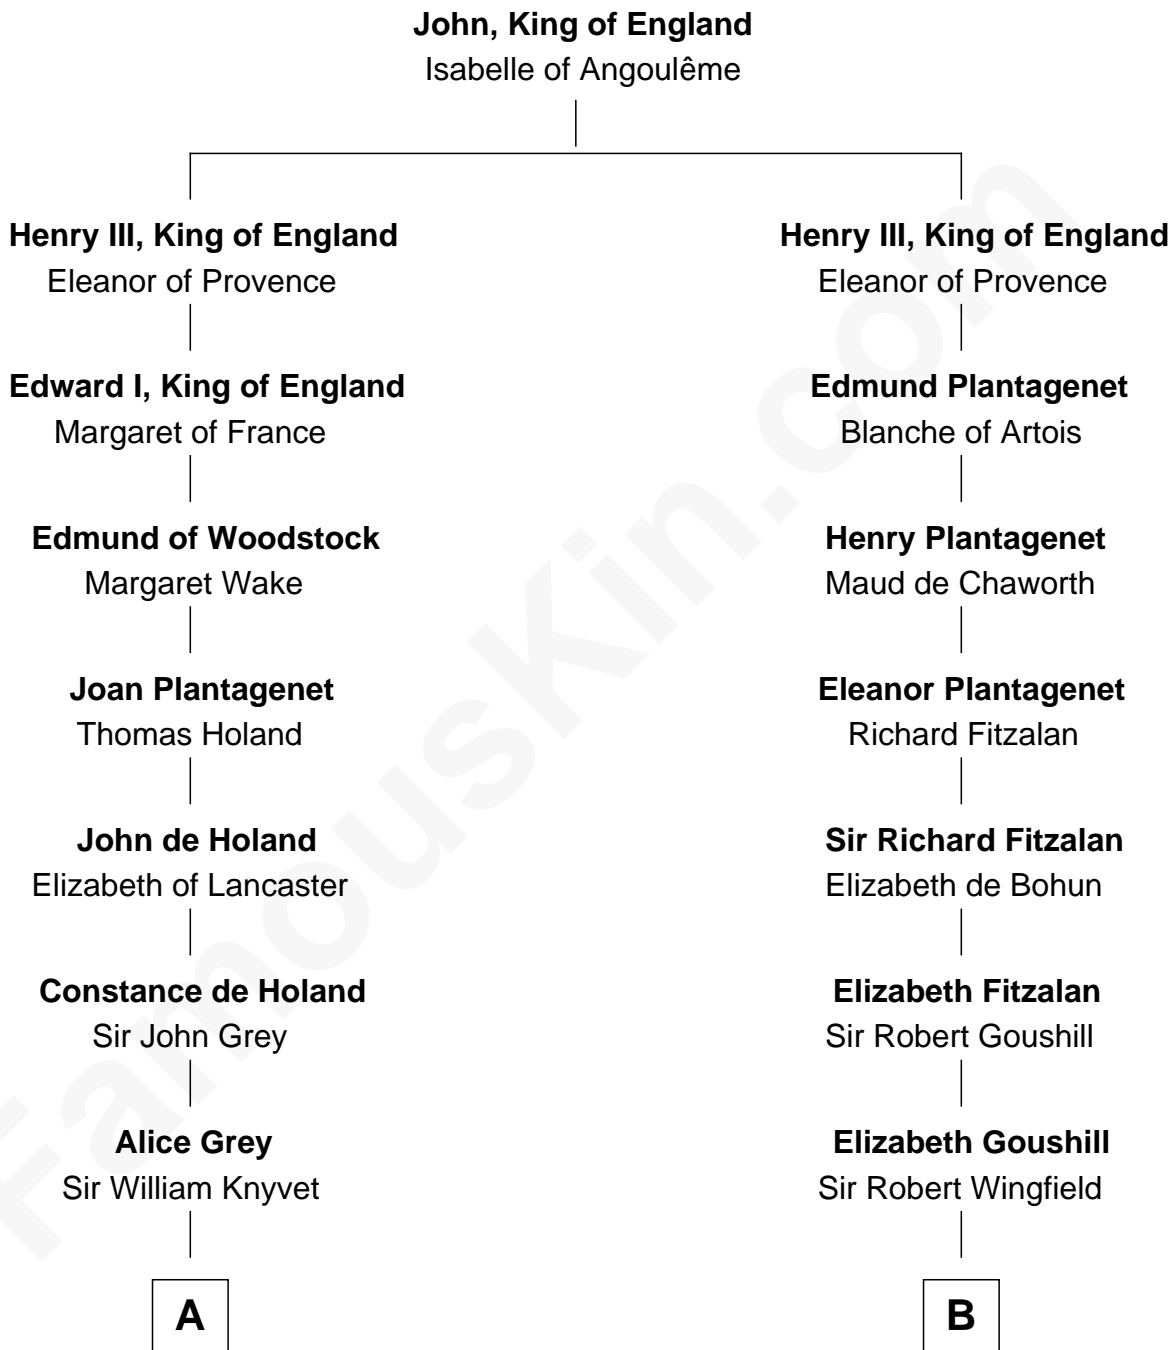 John, King of England
Isabelle of Angoulême
Henry III, King of England
Eleanor of Provence
Edward I, King of England
Margaret of France
Edmund of Woodstock
Margaret Wake
Joan Plantagenet
Thomas Holand
John de Holand
Elizabeth of Lancaster
Constance de Holand
Sir John Grey
Alice Grey
Sir William Knyvet
A
Henry III, King of England
Eleanor of Provence
Edmund Plantagenet
Blanche of Artois
Henry Plantagenet
Maud de Chaworth
Eleanor Plantagenet
Richard Fitzalan
Sir Richard Fitzalan
Elizabeth de Bohun
Elizabeth Fitzalan
Sir Robert Goushill
Elizabeth Goushill
Sir Robert Wingfield
B
FamousKin.com